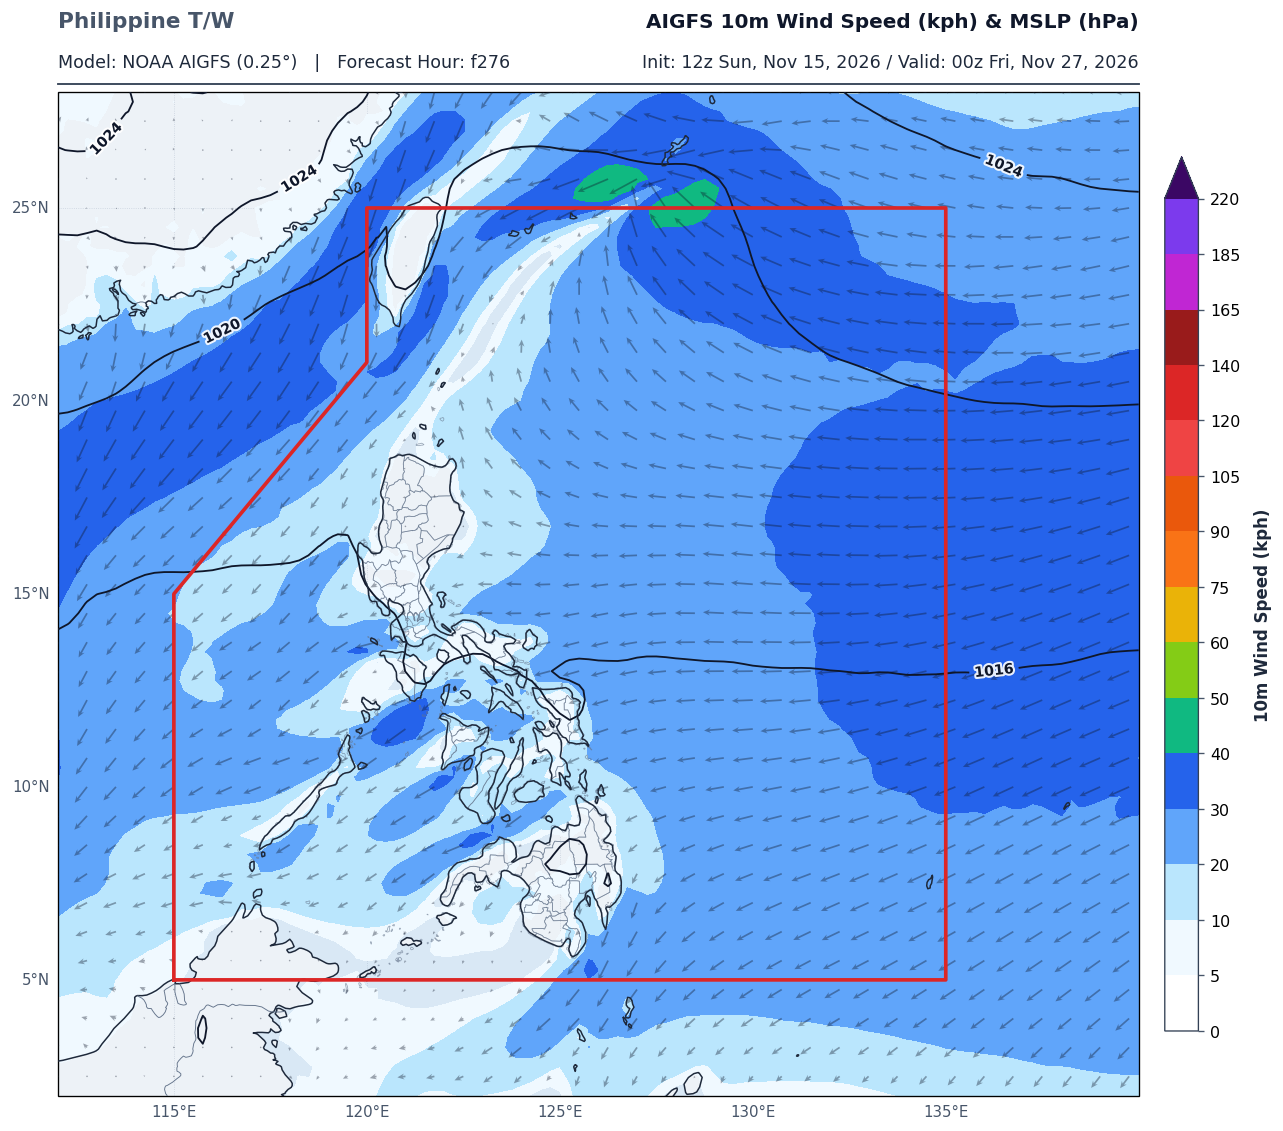 Philippine T/W
AIGFS 10m Wind Speed (kph) & MSLP (hPa)
Model: NOAA AIGFS (0.25°)   |   Forecast Hour: f276
Init: 12z Sun, Nov 15, 2026 / Valid: 00z Fri, Nov 27, 2026
1024
1024
1024
1020
1016
25°N
20°N
15°N
10°N
5°N
115°E
120°E
125°E
130°E
135°E
220
185
165
140
120
105
90
75
60
50
40
30
20
10
5
0
10m Wind Speed (kph)